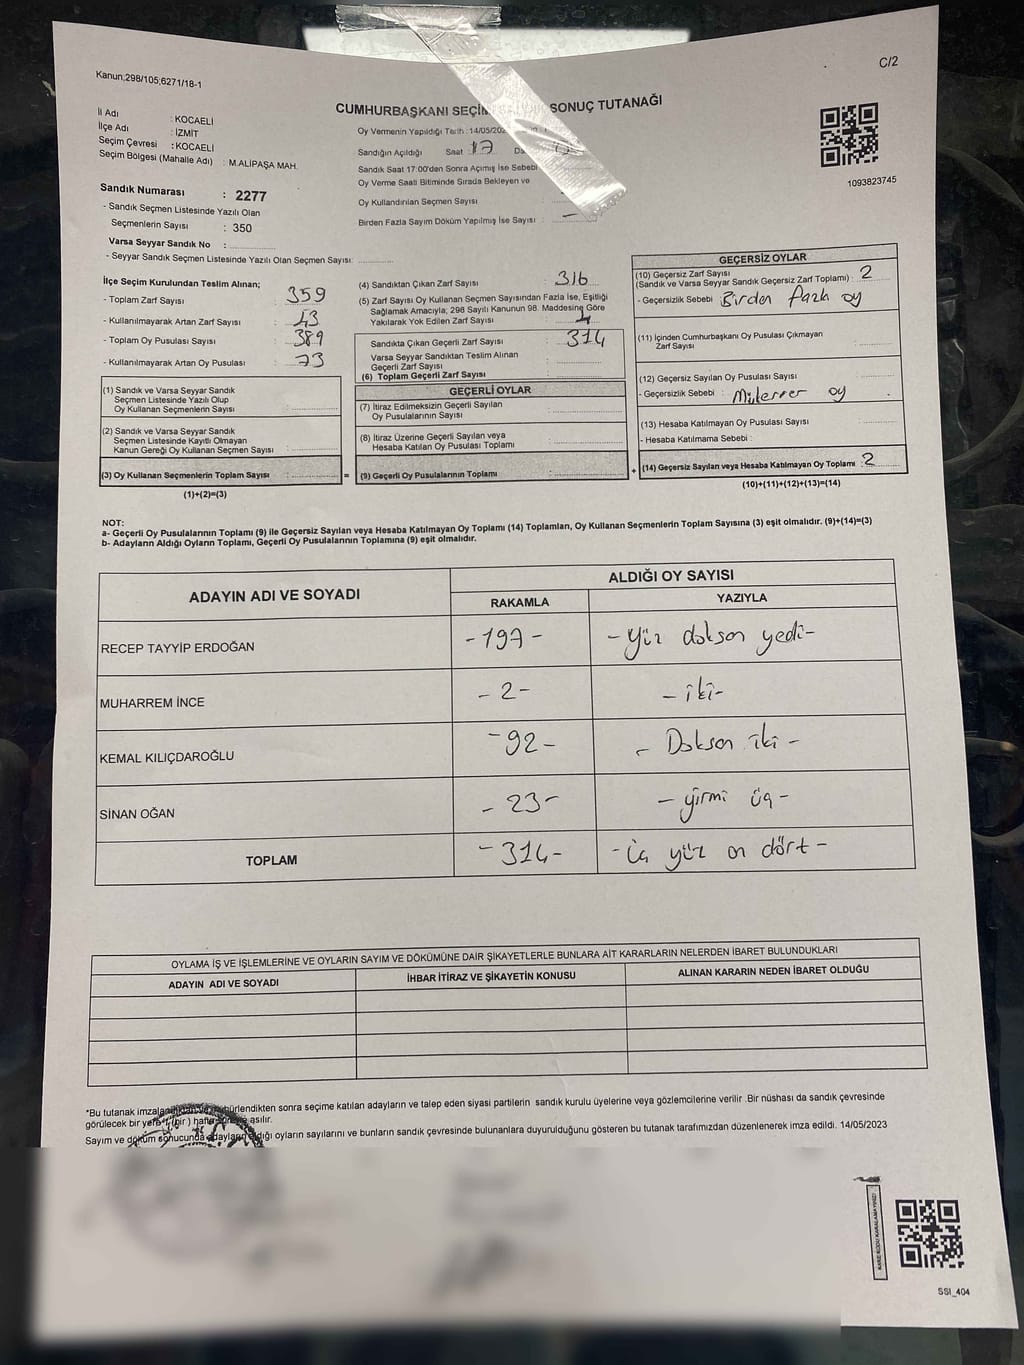 Kanun;298/105;6271/18-1
C/2
CUMHURBAŞKANI SEÇİM SONUÇ TUTANAĞI
1093823745
İl Adı : KOCAELİ
İlçe Adı : İZMİT
Seçim Çevresi : KOCAELİ
Seçim Bölgesi (Mahalle Adı) : M.ALİPAŞA MAH.
Sandık Numarası : 2277
- Sandık Seçmen Listesinde Yazılı Olan
Seçmenlerin Sayısı : 350
Varsa Seyyar Sandık No :
- Seyyar Sandık Seçmen Listesinde Yazılı Olan Seçmen Sayısı:
Oy Vermenin Yapıldığı Tarih :14/05/202
Sandığın Açıldığı Saat : 17
Sandık Saat 17:00'den Sonra Açımış İse Sebebi
Oy Verme Saati Bitiminde Sırada Bekleyen ve
Oy Kullandırılan Seçmen Sayısı
Birden Fazla Sayım Döküm Yapılmış İse Sayısı : -
İlçe Seçim Kurulundan Teslim Alınan;
- Toplam Zarf Sayısı : 359
- Kullanılmayarak Artan Zarf Sayısı : 43
- Toplam Oy Pusulası Sayısı : 389
- Kullanılmayarak Artan Oy Pusulası : 73
(1) Sandık ve Varsa Seyyar Sandık
Seçmen Listesinde Yazılı Olup
Oy Kullanan Seçmenlerin Sayısı :
(2) Sandık ve Varsa Seyyar Sandık
Seçmen Listesinde Kayıtlı Olmayan
Kanun Gereği Oy Kullanan Seçmen Sayısı :
(3) Oy Kullanan Seçmenlerin Toplam Sayısı : =
(1)+(2)=(3)
(4) Sandıktan Çıkan Zarf Sayısı : 316
(5) Zarf Sayısı Oy Kullanan Seçmen Sayısından Fazla İse, Eşitliği
Sağlamak Amacıyla; 298 Sayılı Kanunun 98. Maddesine Göre
Yakılarak Yok Edilen Zarf Sayısı :
Sandıkta Çıkan Geçerli Zarf Sayısı : 314
Varsa Seyyar Sandıktan Teslim Alınan
Geçerli Zarf Sayısı :
(6) Toplam Geçerli Zarf Sayısı :
GEÇERLİ OYLAR
(7) İtiraz Edilmeksizin Geçerli Sayılan
Oy Pusulalarının Sayısı :
(8) İtiraz Üzerine Geçerli Sayılan veya
Hesaba Katılan Oy Pusulası Toplamı :
(9) Geçerli Oy Pusulalarının Toplamı : +
GEÇERSİZ OYLAR
(10) Geçersiz Zarf Sayısı
(Sandık ve Varsa Seyyar Sandık Geçersiz Zarf Toplamı) : 2
- Geçersizlik Sebebi : Birden fazla oy
(11) İçinden Cumhurbaşkanı Oy Pusulası Çıkmayan
Zarf Sayısı :
(12) Geçersiz Sayılan Oy Pusulası Sayısı :
- Geçersizlik Sebebi : Mükerrer oy
(13) Hesaba Katılmayan Oy Pusulası Sayısı :
- Hesaba Katılmama Sebebi :
(14) Geçersiz Sayılan veya Hesaba Katılmayan Oy Toplamı : 2
(10)+(11)+(12)+(13)=(14)
NOT:
a- Geçerli Oy Pusulalarının Toplamı (9) ile Geçersiz Sayılan veya Hesaba Katılmayan Oy Toplamı (14) Toplamları, Oy Kullanan Seçmenlerin Toplam Sayısına (3) eşit olmalıdır. (9)+(14)=(3)
b- Adayların Aldığı Oyların Toplamı, Geçerli Oy Pusulalarının Toplamına (9) eşit olmalıdır.
ADAYIN ADI VE SOYADI
ALDIĞI OY SAYISI
RAKAMLA YAZIYLA
RECEP TAYYİP ERDOĞAN -197- -yüz doksan yedi-
MUHARREM İNCE -2- -iki-
KEMAL KILIÇDAROĞLU -92- - Doksan iki -
SİNAN OĞAN - 23- - yirmi üç -
TOPLAM -314- -üç yüz on dört-
OYLAMA İŞ VE İŞLEMLERİNE VE OYLARIN SAYIM VE DÖKÜMÜNE DAİR ŞİKAYETLERLE BUNLARA AİT KARARLARIN NELERDEN İBARET BULUNDUKLARI
ADAYIN ADI VE SOYADI İHBAR İTİRAZ VE ŞİKAYETİN KONUSU ALINAN KARARIN NEDEN İBARET OLDUĞU
*Bu tutanak imzalandıktan ve mühürlendikten sonra seçime katılan adayların ve talep eden siyasi partilerin sandık kurulu üyelerine veya gözlemcilerine verilir .Bir nüshası da sandık çevresinde
görülecek bir yere 1 (bir ) hafta süreyle asılır.
Sayım ve döküm sonucunda adayların aldığı oyların sayılarını ve bunların sandık çevresinde bulunanlara duyurulduğunu gösteren bu tutanak tarafımızdan düzenlenerek imza edildi. 14/05/2023
KARE KODU KARALAMAYINIZ!
SSI_404